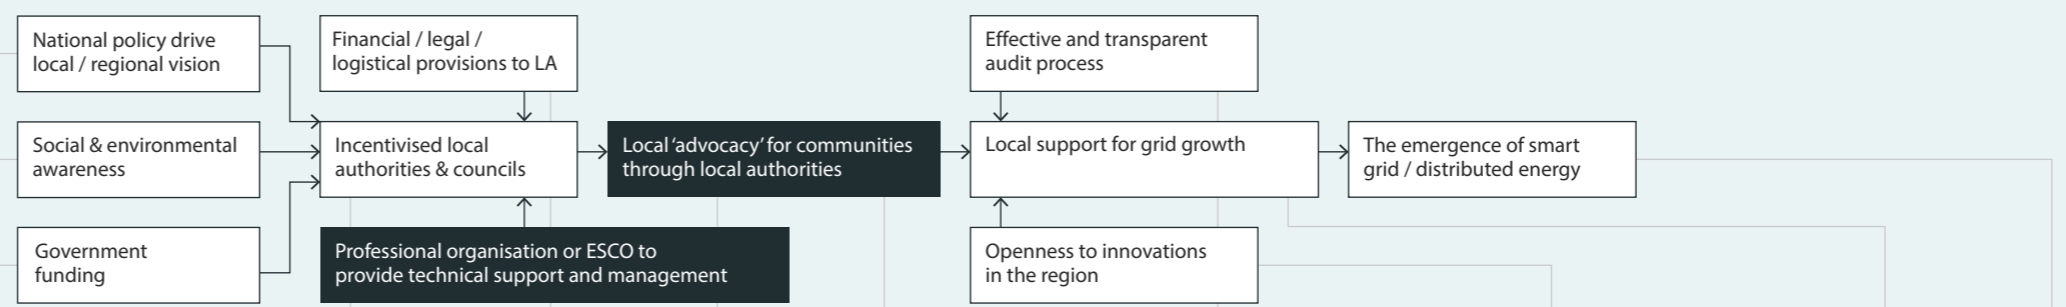 National policy drive
local / regional vision
Financial / legal /
logistical provisions to LA
Effective and transparent
audit process
Social & environmental
awareness
Incentivised local
authorities & councils
Local ‘advocacy’ for communities
through local authorities
Local support for grid growth
The emergence of smart
grid / distributed energy
Government
funding
Professional organisation or ESCO to
provide technical support and management
Openness to innovations
in the region